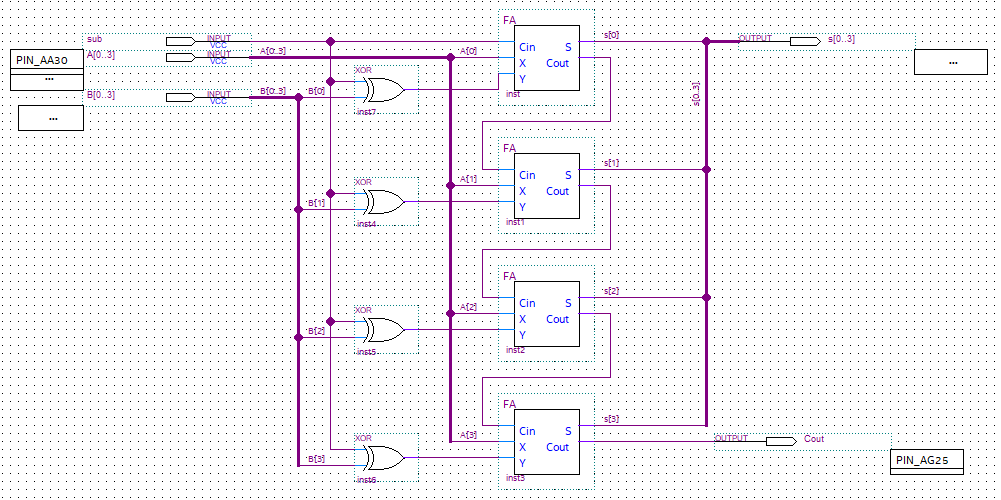 FA
sub INPUT VCC s[0] OUTPUT s[0..3]
A[0..3] INPUT VCC A[0..3] A[0] Cin S
PIN_AA30 X Cout ...
... XOR Y
B[0..3] INPUT VCC B[0..3] B[0] inst s[0..3]
... inst7
FA
s[1]
XOR A[1] Cin S
X Cout
B[1] Y
inst4 inst1
FA
s[2]
XOR A[2] Cin S
X Cout
B[2] Y
inst5 inst2
FA
s[3]
XOR A[3] Cin S OUTPUT Cout
X Cout
B[3] Y PIN_AG25
inst6 inst3